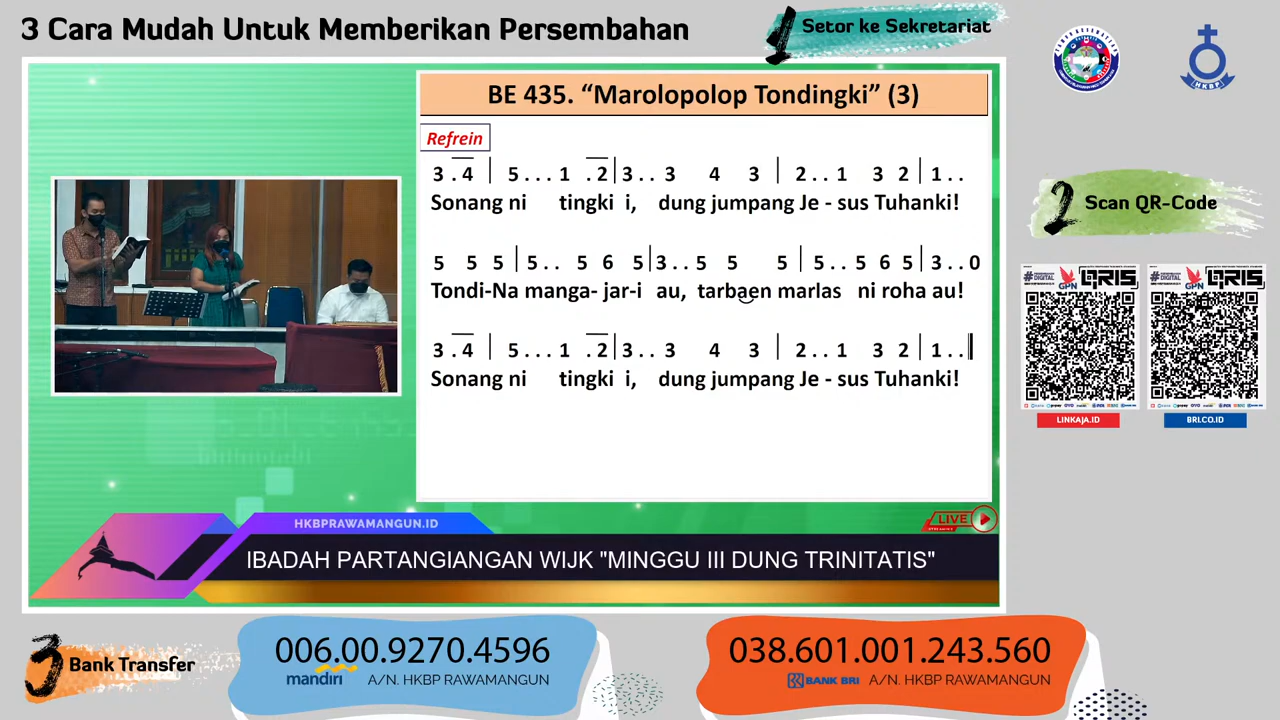 3 Cara Mudah Untuk Memberikan Persembahan
1 Setor ke Sekretariat
HKBP
BE 435. “Marolopolop Tondingki” (3)
Refrein
3 . 4 | 5 . . . 1 . 2 | 3 . . 3 4 3 | 2 . . 1 3 2 | 1 . .
Sonang ni tingki i, dung jumpang Je - sus Tuhanki!
5 5 5 | 5 . . 5 6 5 | 3 . . 5 5 5 | 5 . . 5 6 5 | 3 . . 0
Tondi-Na manga- jar-i au, tarbaen marlas ni roha au!
3 . 4 | 5 . . . 1 . 2 | 3 . . 3 4 3 | 2 . . 1 3 2 | 1 . . ||
Sonang ni tingki i, dung jumpang Je - sus Tuhanki!
2 Scan QR-Code
GPN QRIS
GPN QRIS
LINKAJA.ID
BRI.CO.ID
HKBPRAWAMANGUN.ID
LIVE
IBADAH PARTANGIANGAN WIJK "MINGGU III DUNG TRINITATIS"
3 Bank Transfer
006.00.9270.4596
mandiri A/N. HKBP RAWAMANGUN
038.601.001.243.560
BANK BRI A/N. HKBP RAWAMANGUN